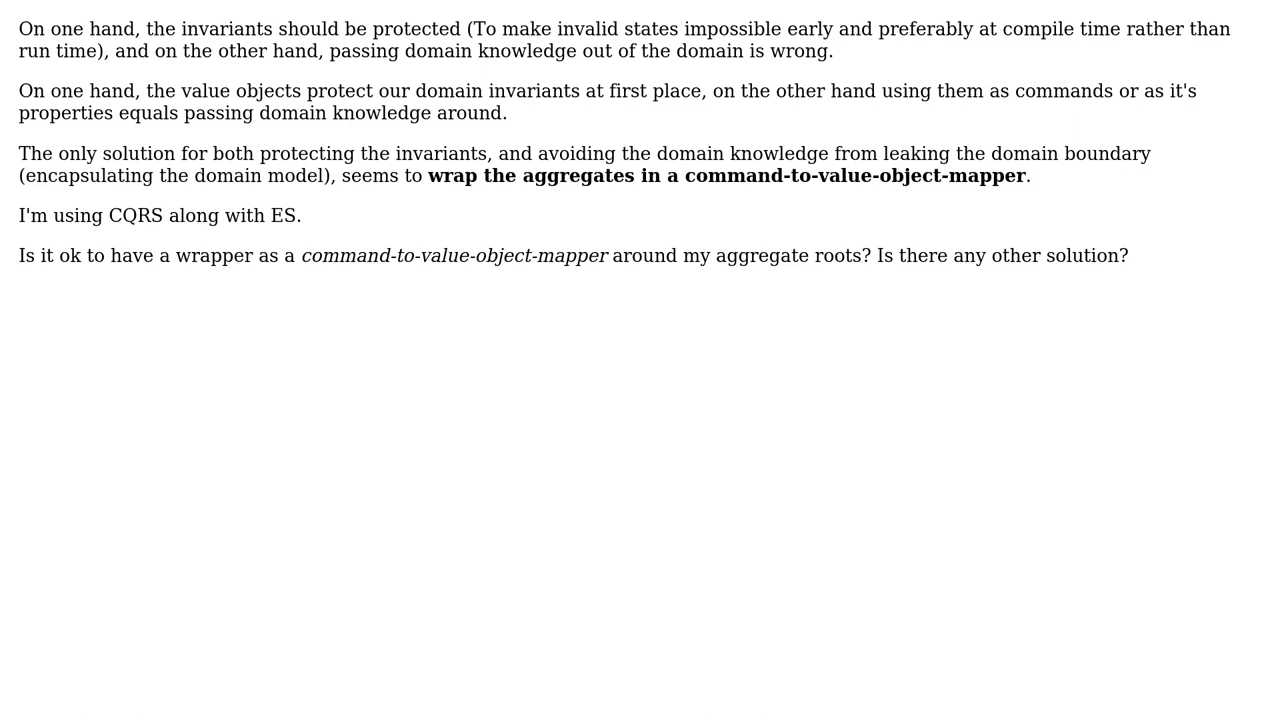 On one hand, the invariants should be protected (To make invalid states impossible early and preferably at compile time rather than
run time), and on the other hand, passing domain knowledge out of the domain is wrong.
On one hand, the value objects protect our domain invariants at first place, on the other hand using them as commands or as it's
properties equals passing domain knowledge around.
The only solution for both protecting the invariants, and avoiding the domain knowledge from leaking the domain boundary
(encapsulating the domain model), seems to wrap the aggregates in a command-to-value-object-mapper.
I'm using CQRS along with ES.
Is it ok to have a wrapper as a command-to-value-object-mapper around my aggregate roots? Is there any other solution?